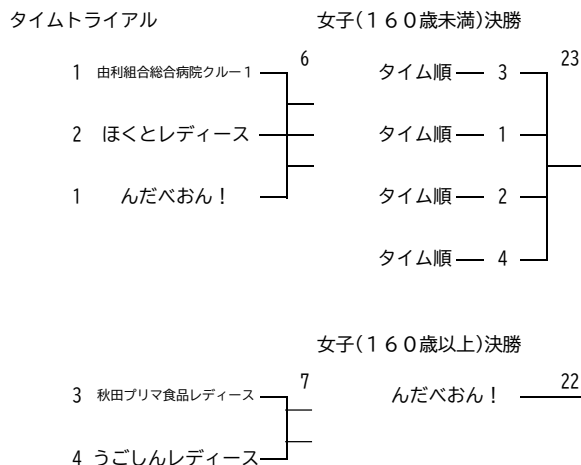 タイムトライアル 女子(160歳未満)決勝
6 23
1 由利組合総合病院クルー1 タイム順 3
2 ほくとレディース タイム順 1
1 んだべおん! タイム順 2
タイム順 4
女子(160歳以上)決勝
7 22
3 秋田プリマ食品レディース んだべおん!
4 うごしんレディース